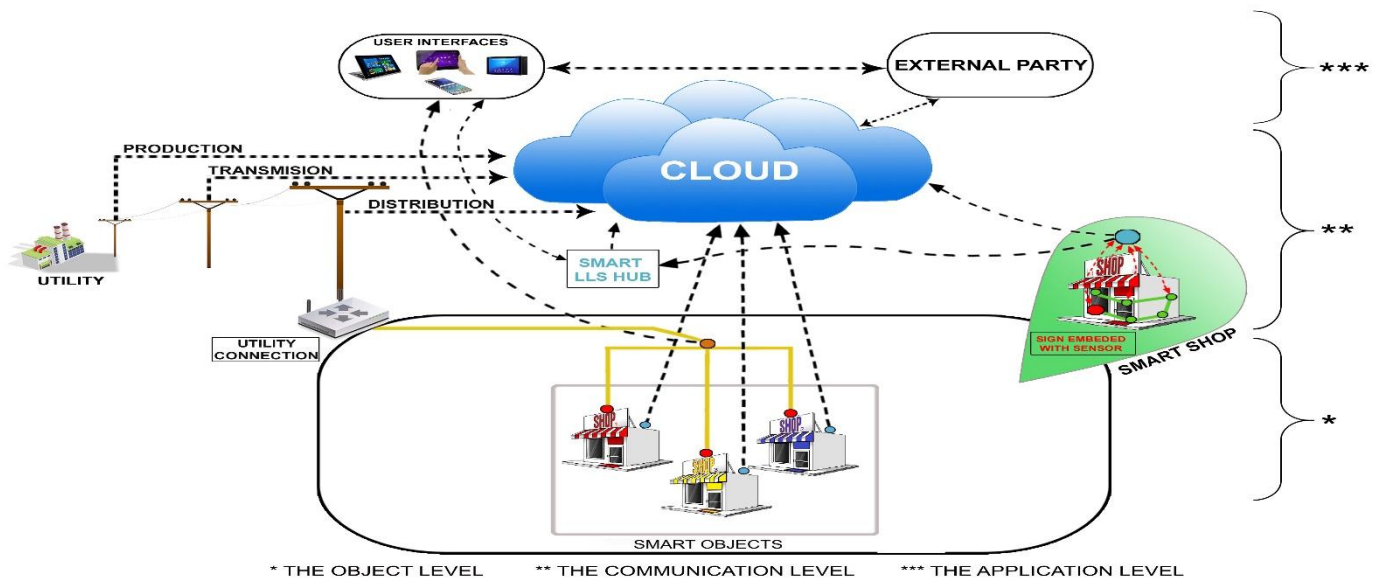 USER INTERFACES
EXTERNAL PARTY
***
PRODUCTION
CLOUD
TRANSMISION
DISTRIBUTION
**
SMART
LLS HUB
UTILITY
SHOP
UTILITY
CONNECTION
SIGN EMBEDED
WITH SENSOR
SMART SHOP
*
SHOP
SHOP
SHOP
SMART OBJECTS
* THE OBJECT LEVEL ** THE COMMUNICATION LEVEL *** THE APPLICATION LEVEL